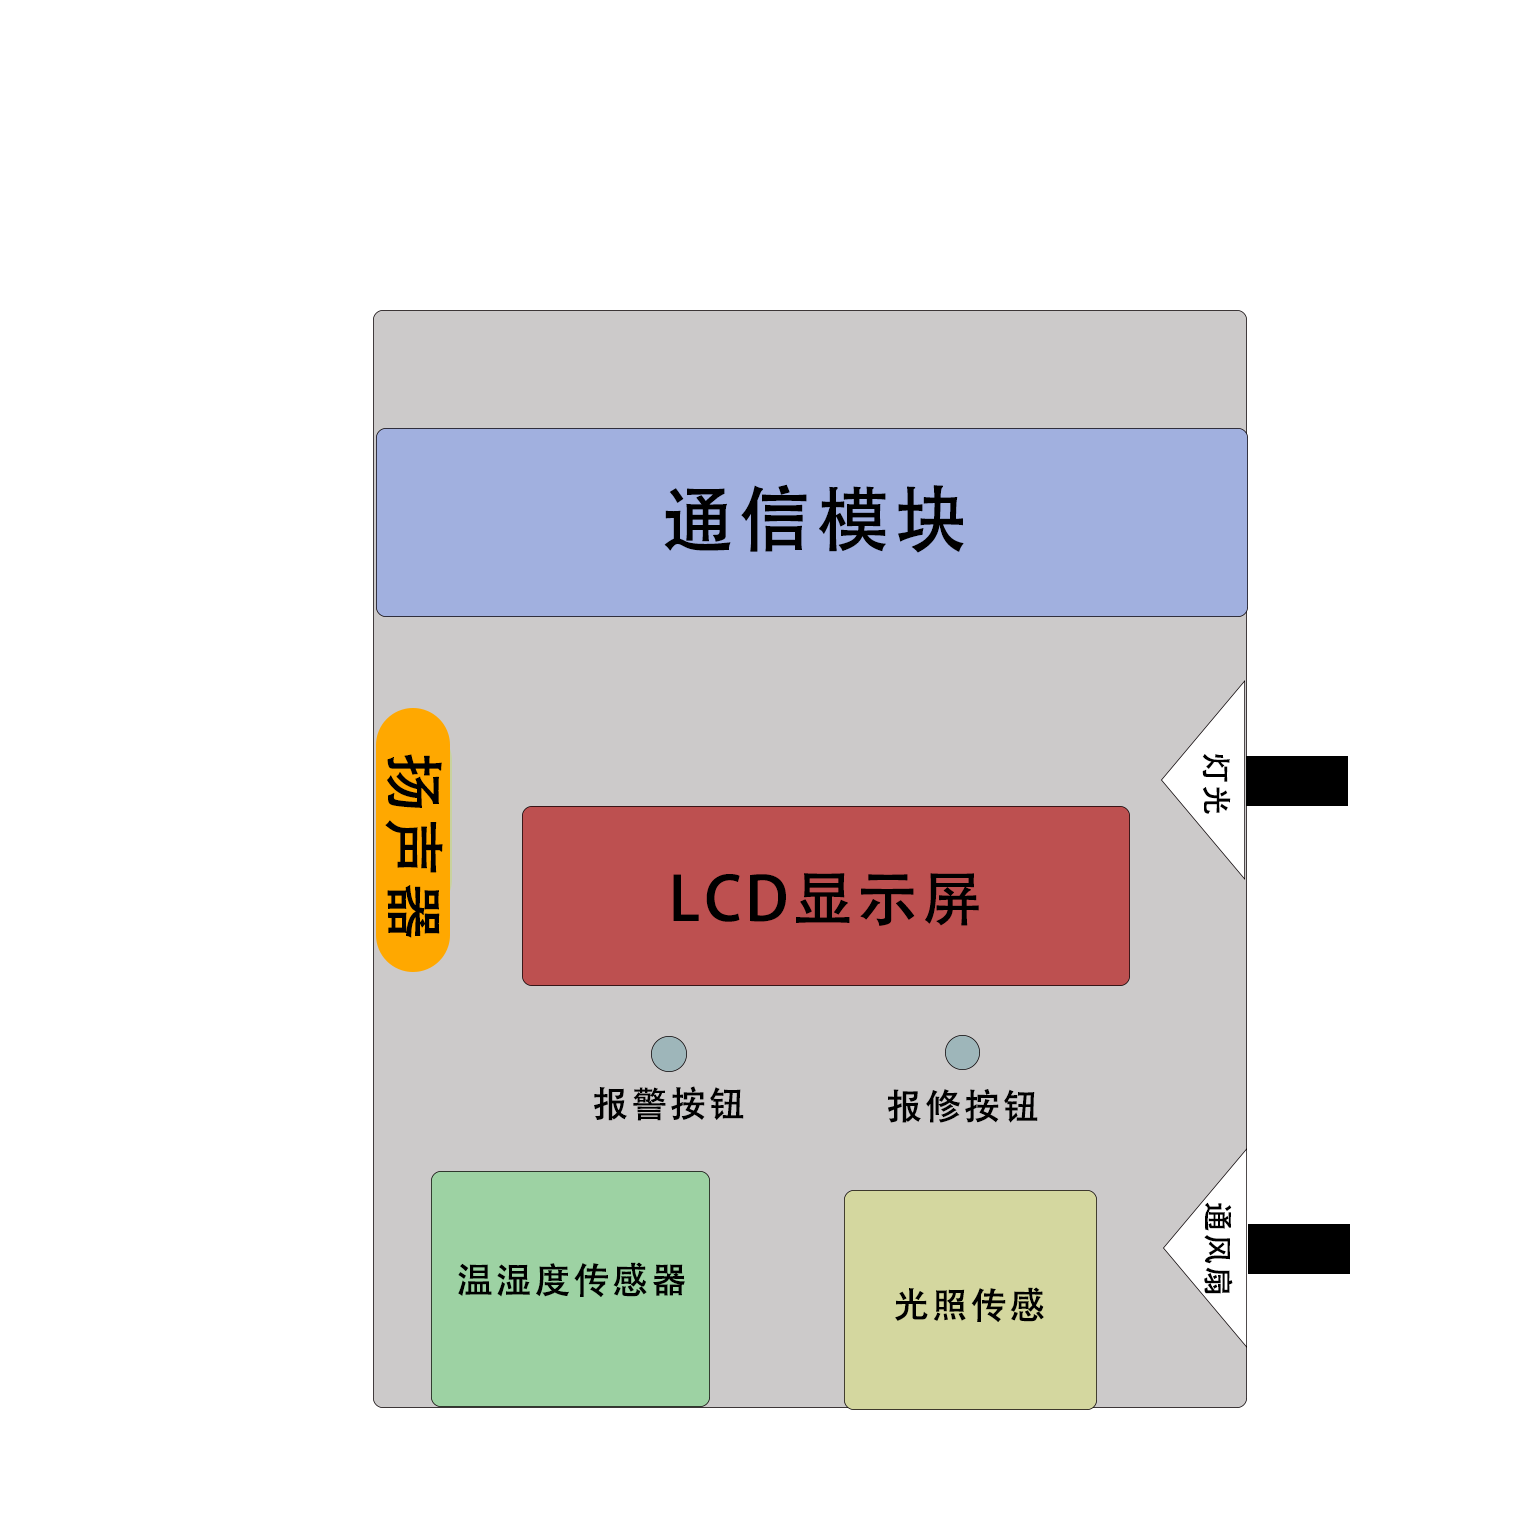 通信模块
扬声器
灯光
LCD显示屏
报警按钮
报修按钮
温湿度传感器
光照传感
通风扇